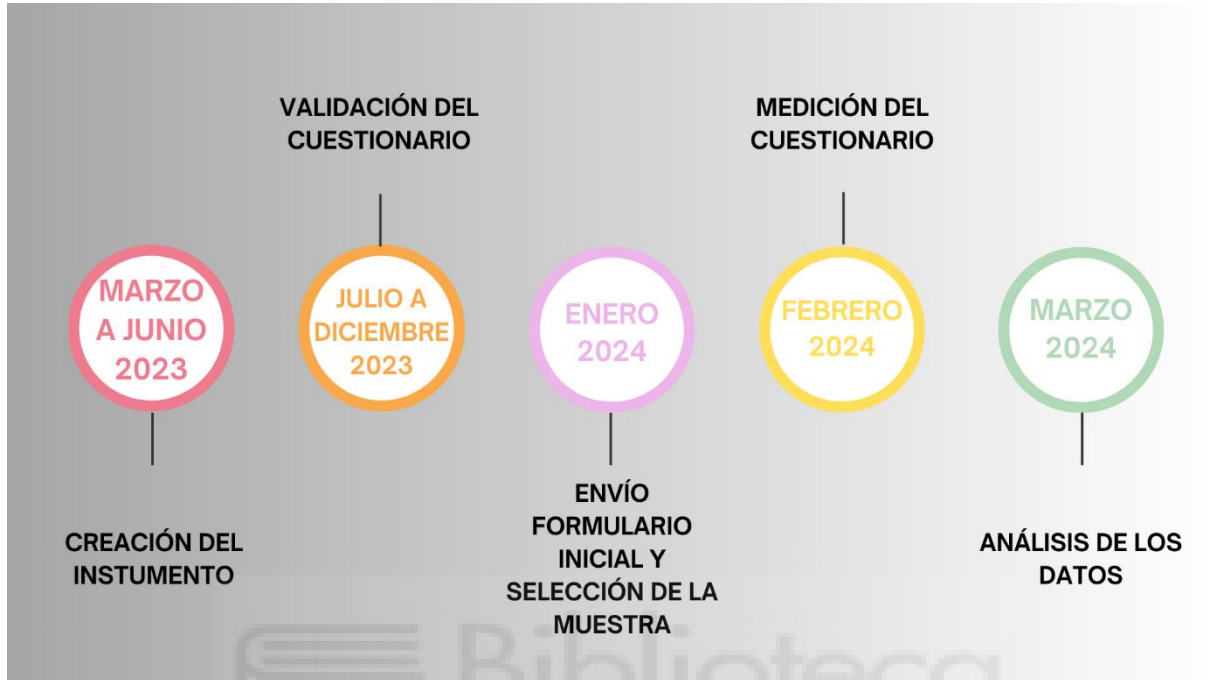 VALIDACIÓN DEL
CUESTIONARIO
MEDICIÓN DEL
CUESTIONARIO
MARZO
A JUNIO
2023
JULIO A
DICIEMBRE
2023
ENERO
2024
FEBRERO
2024
MARZO
2024
CREACIÓN DEL
INSTUMENTO
ENVÍO
FORMULARIO
INICIAL Y
SELECCIÓN DE LA
MUESTRA
ANÁLISIS DE LOS
DATOS
Biblioteca